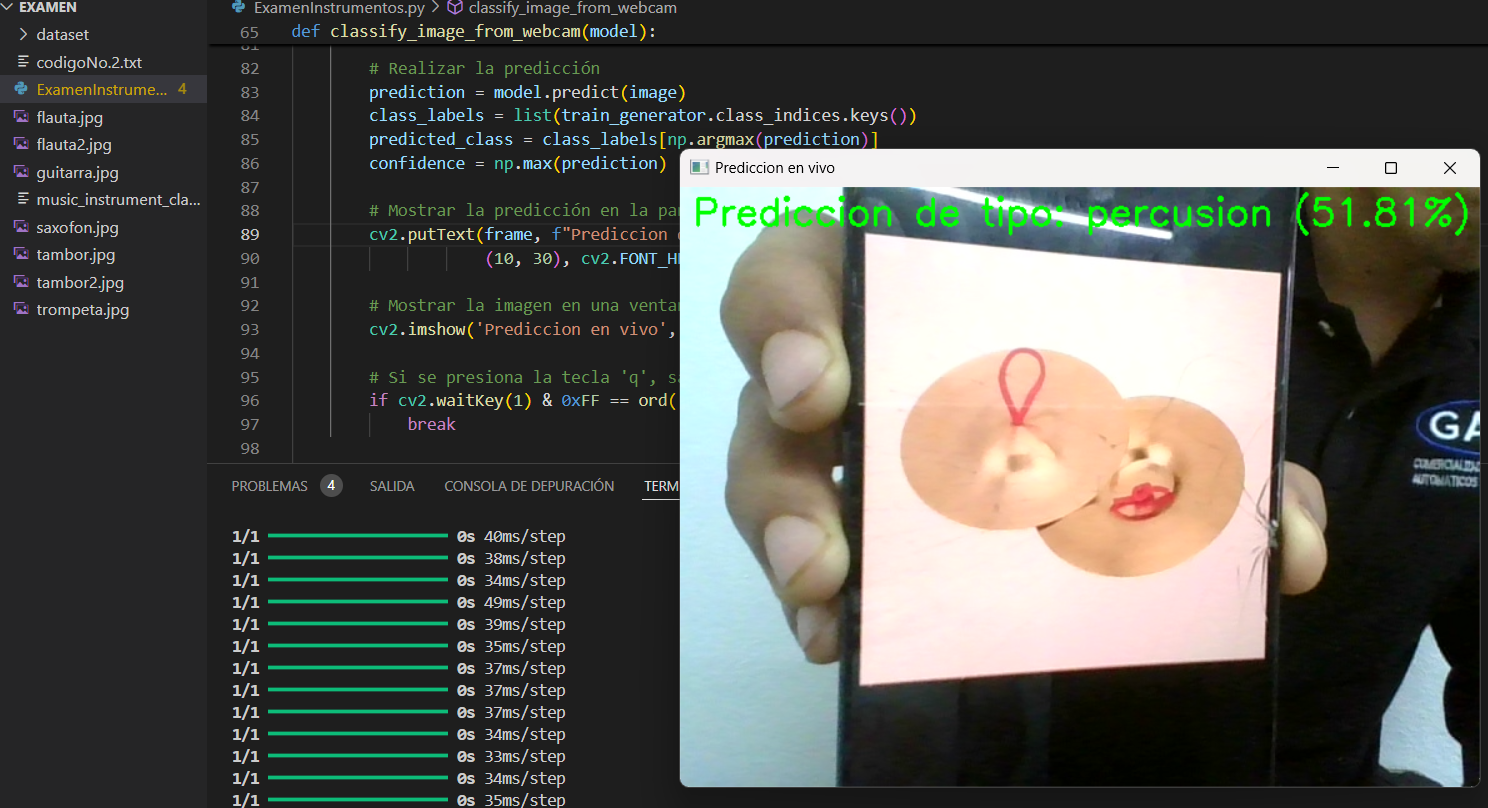 EXAMEN
dataset
codigoNo.2.txt
ExamenInstrume... 4
flauta.jpg
flauta2.jpg
guitarra.jpg
music_instrument_cla...
saxofon.jpg
tambor.jpg
tambor2.jpg
trompeta.jpg
ExamenInstrumentos.py > classify_image_from_webcam
65 def classify_image_from_webcam(model):
81
82 # Realizar la predicción
83 prediction = model.predict(image)
84 class_labels = list(train_generator.class_indices.keys())
85 predicted_class = class_labels[np.argmax(prediction)]
86 confidence = np.max(prediction)
87
88 # Mostrar la predicción en la pa
89 cv2.putText(frame, f"Prediccion
90 (10, 30), cv2.FONT_HE
91
92 # Mostrar la imagen en una venta
93 cv2.imshow('Prediccion en vivo',
94
95 # Si se presiona la tecla 'q', sa
96 if cv2.waitKey(1) & 0xFF == ord(
97 break
98
PROBLEMAS 4 SALIDA CONSOLA DE DEPURACIÓN TERM
1/1 0s 40ms/step
1/1 0s 38ms/step
1/1 0s 34ms/step
1/1 0s 49ms/step
1/1 0s 39ms/step
1/1 0s 35ms/step
1/1 0s 37ms/step
1/1 0s 37ms/step
1/1 0s 37ms/step
1/1 0s 34ms/step
1/1 0s 33ms/step
1/1 0s 34ms/step
1/1 0s 35ms/step
Prediccion en vivo
Prediccion de tipo: percusion (51.81%)
GA